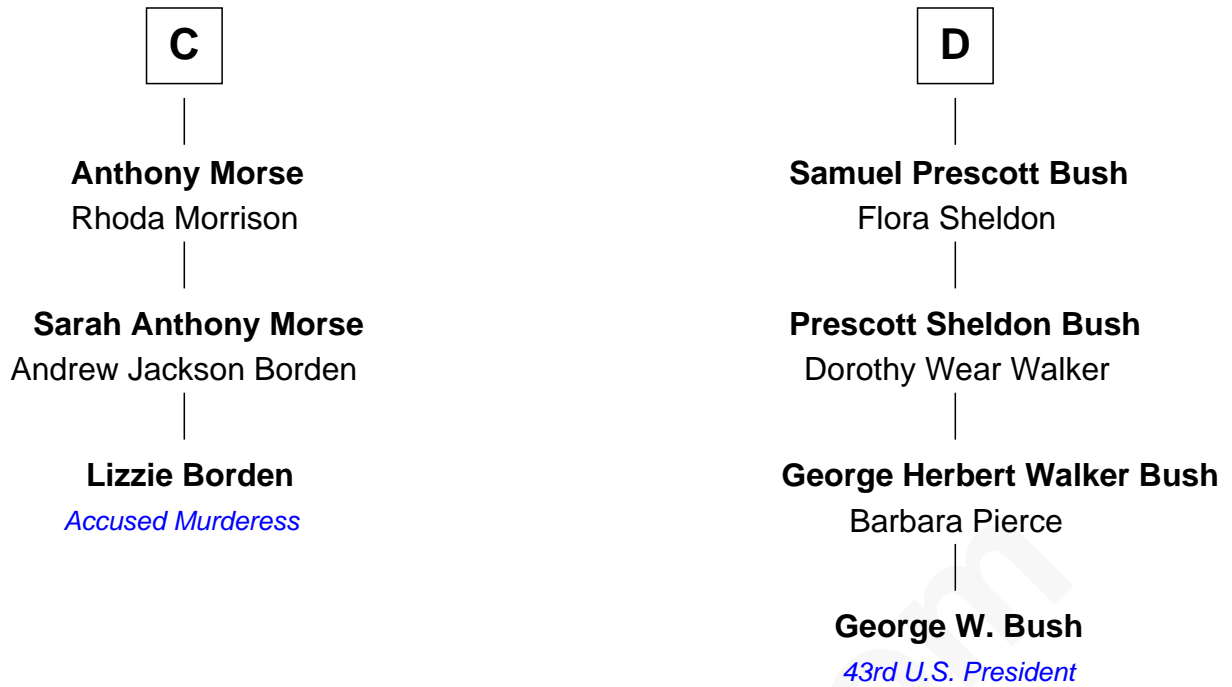 C
Anthony Morse
Rhoda Morrison
Sarah Anthony Morse
Andrew Jackson Borden
Lizzie Borden
Accused Murderess
D
Samuel Prescott Bush
Flora Sheldon
Prescott Sheldon Bush
Dorothy Wear Walker
George Herbert Walker Bush
Barbara Pierce
George W. Bush
43rd U.S. President